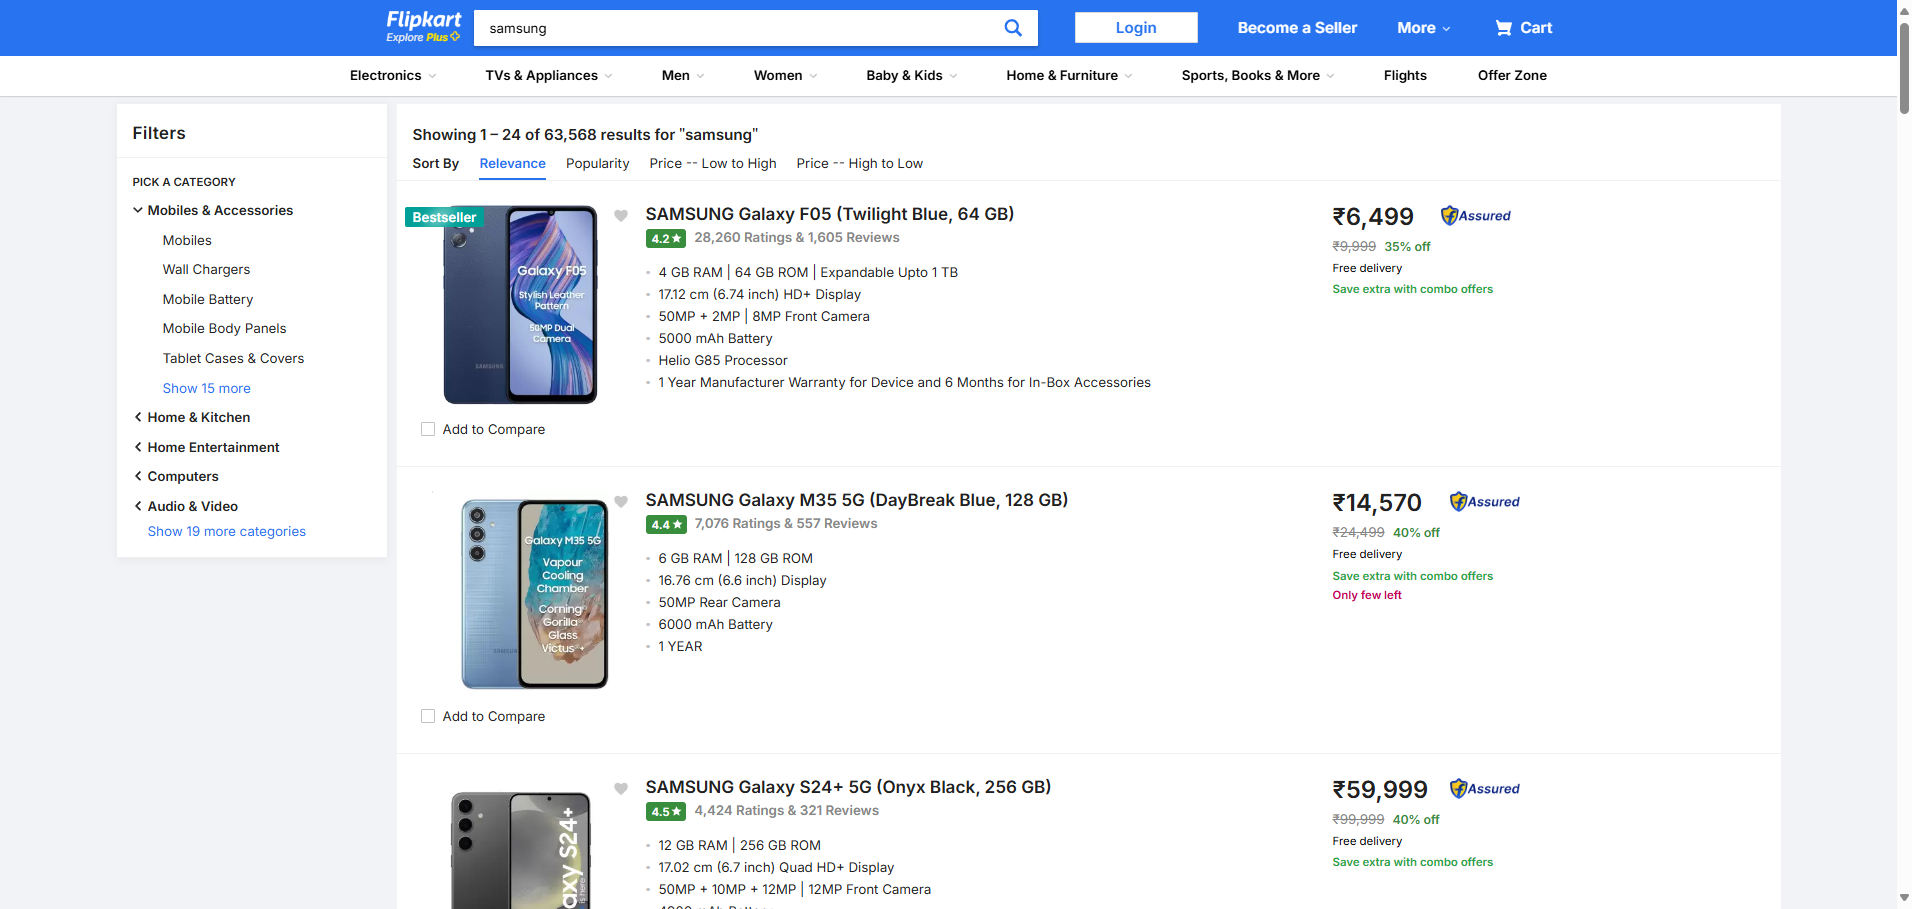 Flipkart
Explore Plus
samsung
Login
Become a Seller
More
Cart
Electronics
TVs & Appliances
Men
Women
Baby & Kids
Home & Furniture
Sports, Books & More
Flights
Offer Zone
Filters
PICK A CATEGORY
Mobiles & Accessories
Mobiles
Wall Chargers
Mobile Battery
Mobile Body Panels
Tablet Cases & Covers
Show 15 more
Home & Kitchen
Home Entertainment
Computers
Audio & Video
Show 19 more categories
Showing 1 – 24 of 63,568 results for "samsung"
Sort By
Relevance
Popularity
Price -- Low to High
Price -- High to Low
Bestseller
Galaxy F05
Stylish Leather
Pattern
50MP Dual
Camera
SAMSUNG
Add to Compare
SAMSUNG Galaxy F05 (Twilight Blue, 64 GB)
4.2★ 28,260 Ratings & 1,605 Reviews
4 GB RAM | 64 GB ROM | Expandable Upto 1 TB
17.12 cm (6.74 inch) HD+ Display
50MP + 2MP | 8MP Front Camera
5000 mAh Battery
Helio G85 Processor
1 Year Manufacturer Warranty for Device and 6 Months for In-Box Accessories
₹6,499
Assured
₹9,999 35% off
Free delivery
Save extra with combo offers
Galaxy M35 5G
Vapour
Cooling
Chamber
Corning
Gorilla
Glass
Victus +
SAMSUNG
Add to Compare
SAMSUNG Galaxy M35 5G (DayBreak Blue, 128 GB)
4.4★ 7,076 Ratings & 557 Reviews
6 GB RAM | 128 GB ROM
16.76 cm (6.6 inch) Display
50MP Rear Camera
6000 mAh Battery
1 YEAR
₹14,570
Assured
₹24,499 40% off
Free delivery
Save extra with combo offers
Only few left
axy S24+
SAMSUNG Galaxy S24+ 5G (Onyx Black, 256 GB)
4.5★ 4,424 Ratings & 321 Reviews
12 GB RAM | 256 GB ROM
17.02 cm (6.7 inch) Quad HD+ Display
50MP + 10MP + 12MP | 12MP Front Camera
₹59,999
Assured
₹99,999 40% off
Free delivery
Save extra with combo offers